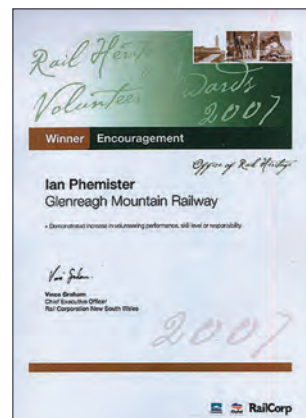 Rail Heritage
Volunteer Awards
2007
Winner Encouragement
Office of Rail Heritage
Ian Phemister
Glenreagh Mountain Railway
• Demonstrated increase in volunteering performance, skill level or responsibility.
Vince Graham
Chief Executive Officer
Rail Corporation New South Wales
2007
RailCorp